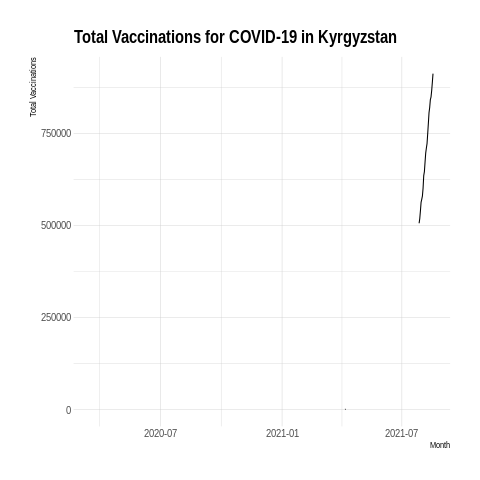 Total Vaccinations for COVID-19 in Kyrgyzstan
Total Vaccinations
750000
500000
250000
0
2020-07 2021-01 2021-07
Month